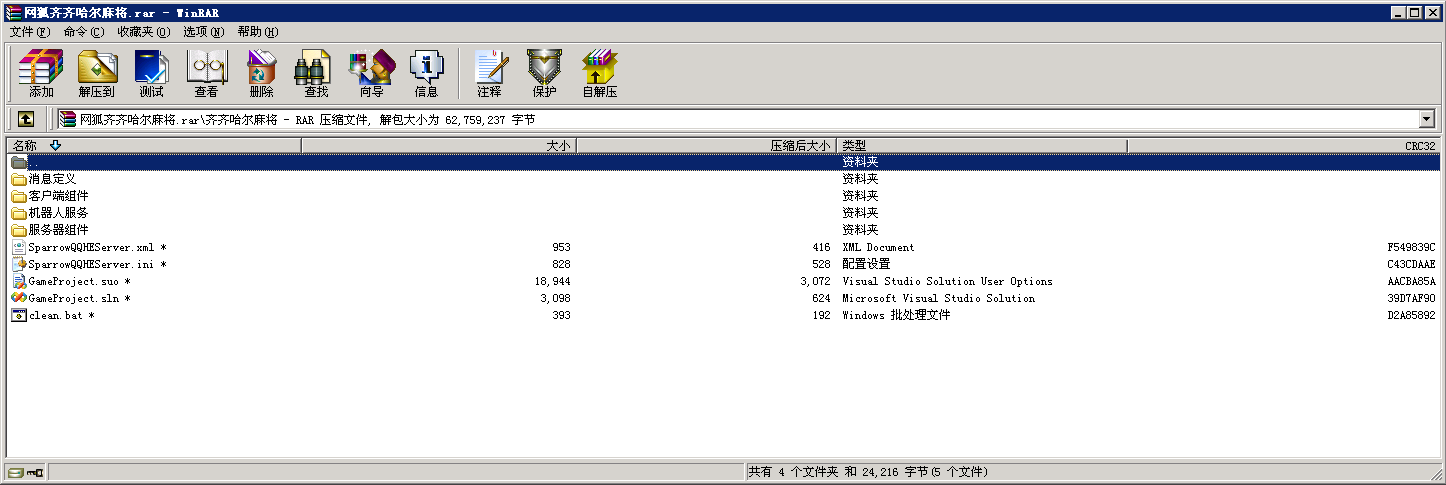 网狐齐齐哈尔麻将.rar - WinRAR
文件(F) 命令(C) 收藏夹(O) 选项(N) 帮助(H)
添加 解压到 测试 查看 删除 查找 向导 信息 注释 保护 自解压
网狐齐齐哈尔麻将.rar\齐齐哈尔麻将 - RAR 压缩文件, 解包大小为 62,759,237 字节
名称 大小 压缩后大小 类型 CRC32
.. 资料夹
消息定义 资料夹
客户端组件 资料夹
机器人服务 资料夹
服务器组件 资料夹
SparrowQQHEServer.xml * 953 416 XML Document F549839C
SparrowQQHEServer.ini * 828 528 配置设置 C43CDAAE
GameProject.suo * 18,944 3,072 Visual Studio Solution User Options AACBA85A
GameProject.sln * 3,098 624 Microsoft Visual Studio Solution 39D7AF90
clean.bat * 393 192 Windows 批处理文件 D2A85892
共有 4 个文件夹 和 24,216 字节(5 个文件)